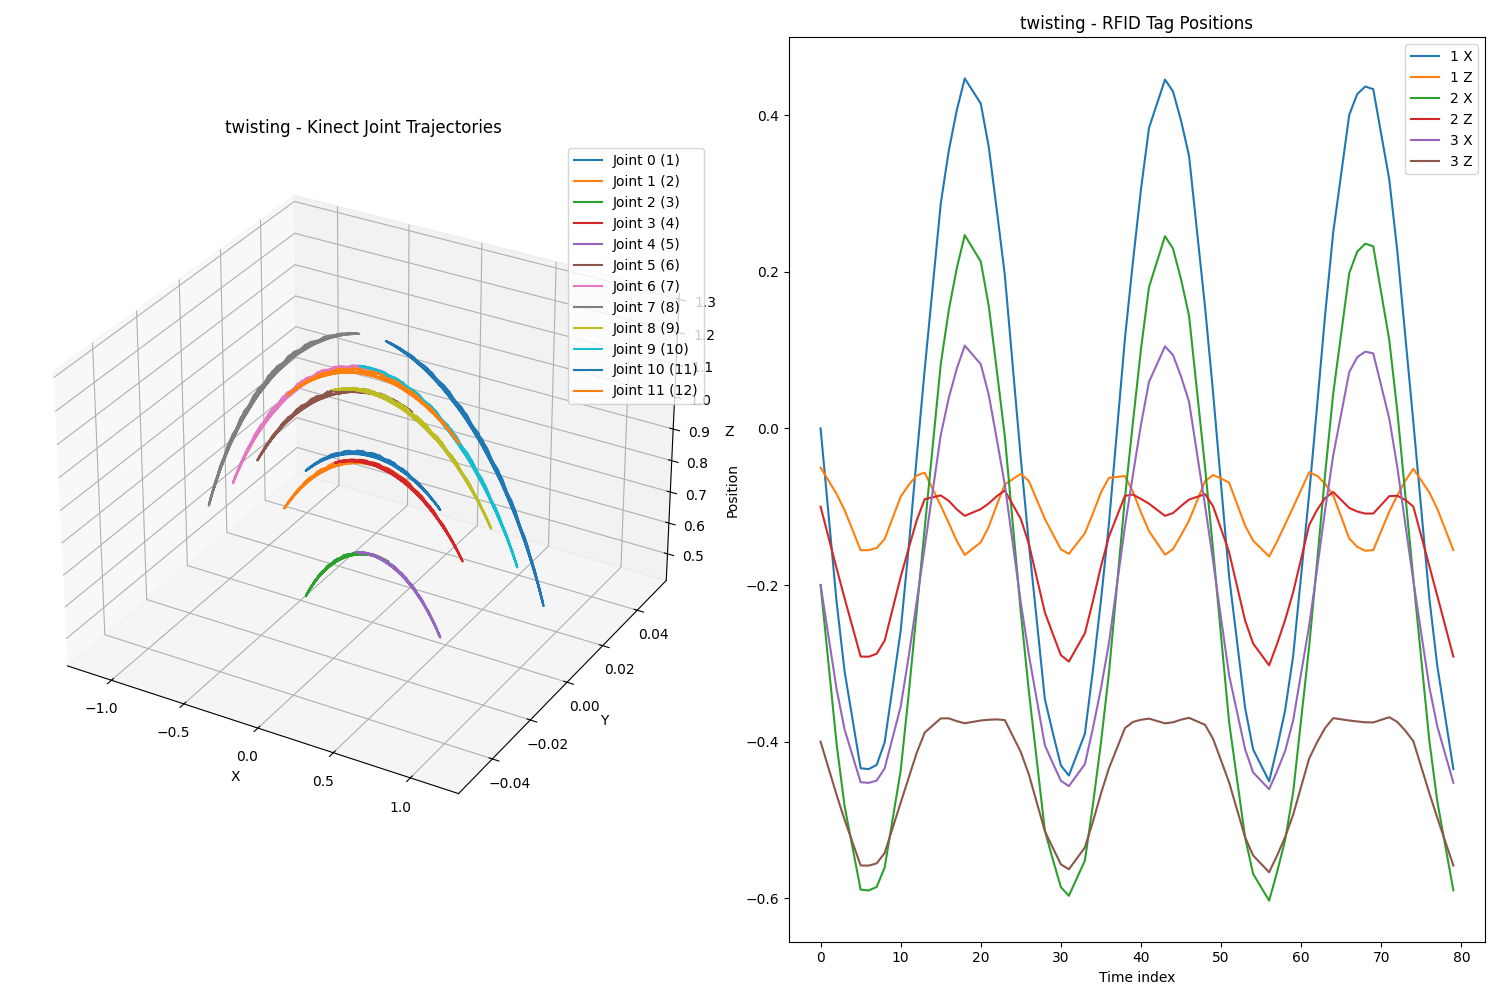 twisting - Kinect Joint Trajectories
Joint 0 (1)
Joint 1 (2)
Joint 2 (3)
Joint 3 (4)
Joint 4 (5)
Joint 5 (6)
Joint 6 (7)
Joint 7 (8)
Joint 8 (9)
Joint 9 (10)
Joint 10 (11)
Joint 11 (12)
1.3
1.2
1.1
1.0
0.9
0.8
0.7
0.6
0.5
Z
0.04
0.02
0.00
−0.02
−0.04
Y
−1.0
−0.5
0.0
0.5
1.0
X
twisting - RFID Tag Positions
1 X
1 Z
2 X
2 Z
3 X
3 Z
0.4
0.2
0.0
−0.2
−0.4
−0.6
Position
0 10 20 30 40 50 60 70 80
Time index